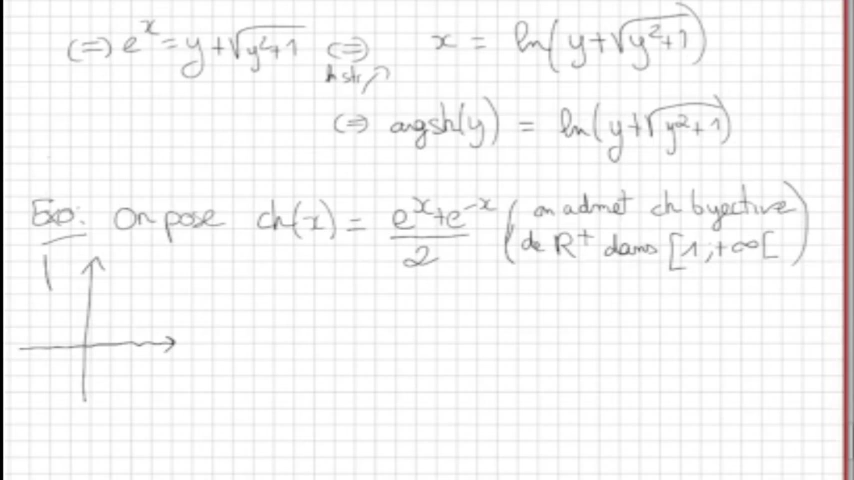 (=) e^x = y + √(y²+1) (=) x = ln(y + √(y²+1))
ln str ↗
(=) argsh(y) = ln(y + √(y²+1))
Exo: On pose ch(x) = (e^x + e^-x)/2 (on admet ch bijective
de R+ dans [1; +∞[)